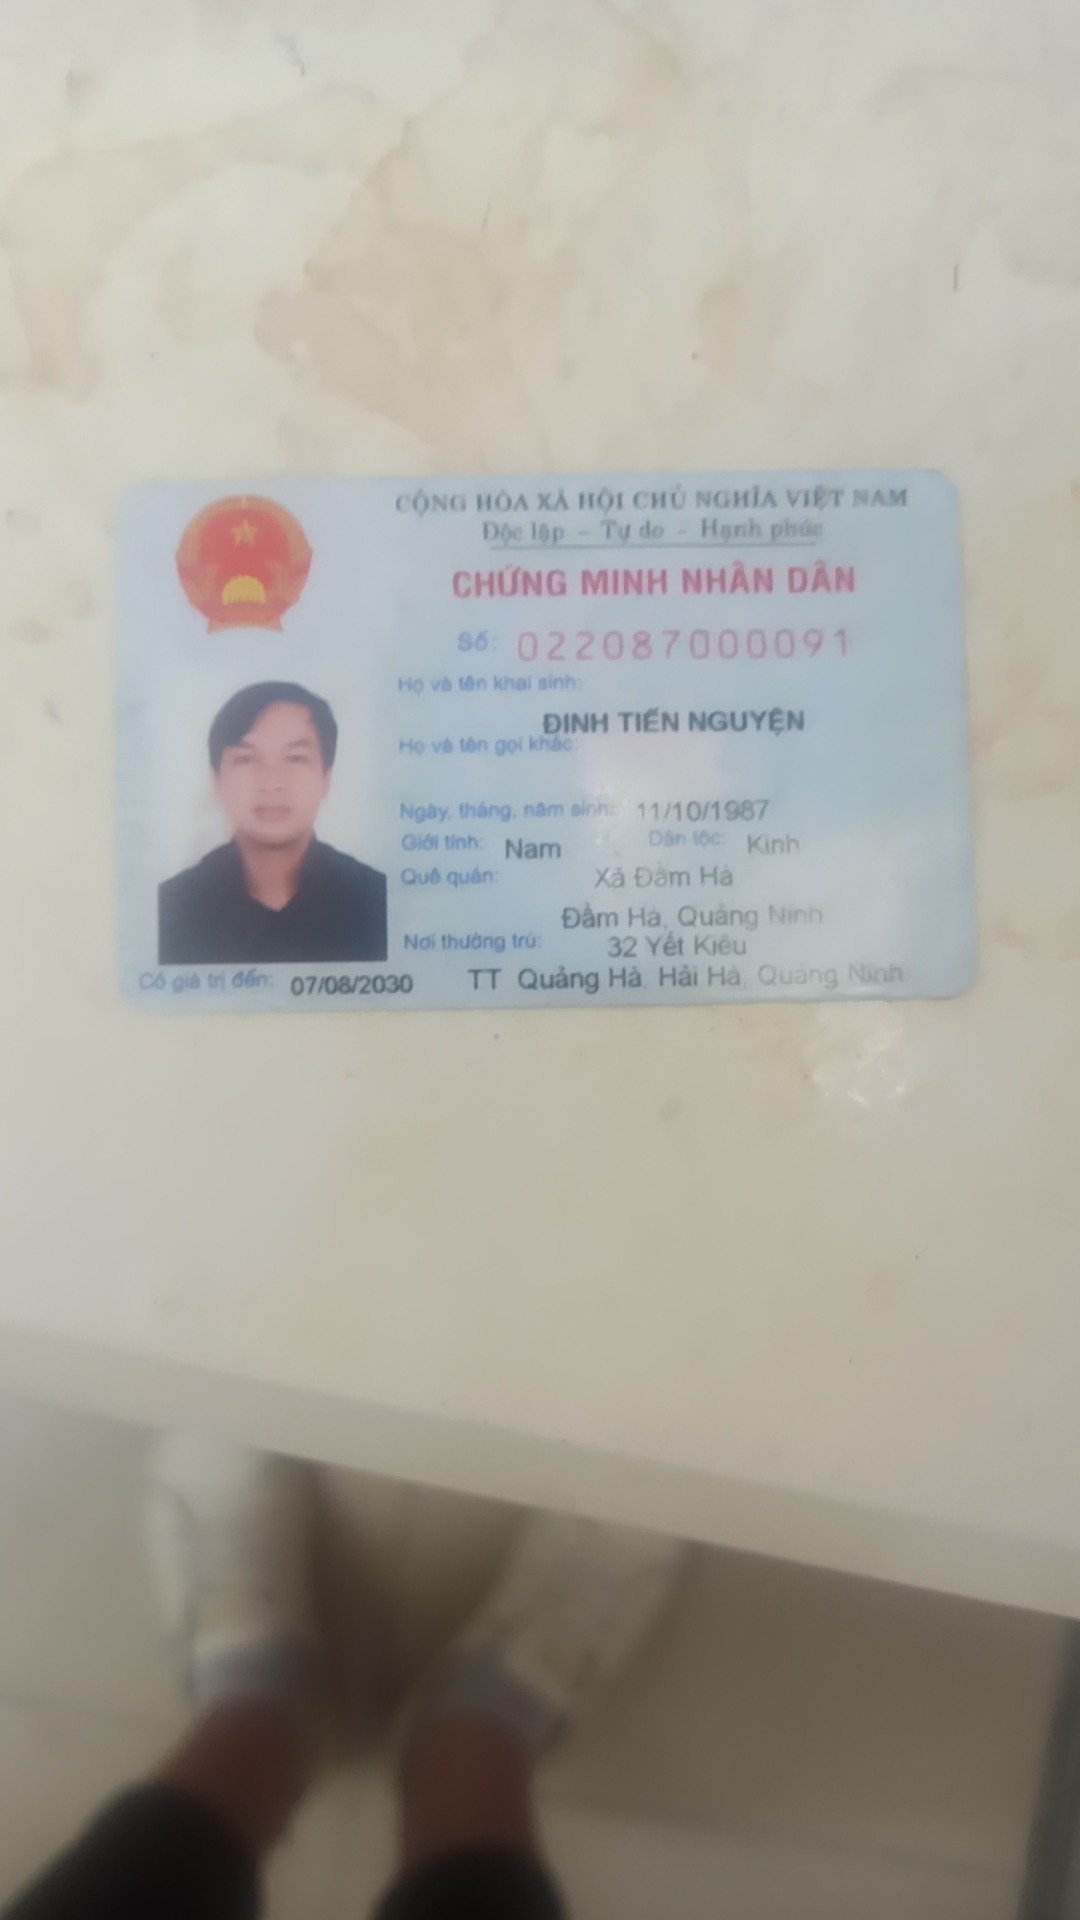 CỘNG HÒA XÃ HỘI CHỦ NGHĨA VIỆT NAM
Độc lập - Tự do - Hạnh phúc
CHỨNG MINH NHÂN DÂN
Số: 022087000091
Họ và tên khai sinh:
ĐINH TIẾN NGUYỆN
Họ và tên gọi khác:
Ngày, tháng, năm sinh: 11/10/1987
Giới tính: Nam Dân tộc: Kinh
Quê quán: Xã Đầm Hà
Đầm Hà, Quảng Ninh
Nơi thường trú: 32 Yết Kiêu
Có giá trị đến: 07/08/2030 TT Quảng Hà, Hải Hà, Quảng Ninh